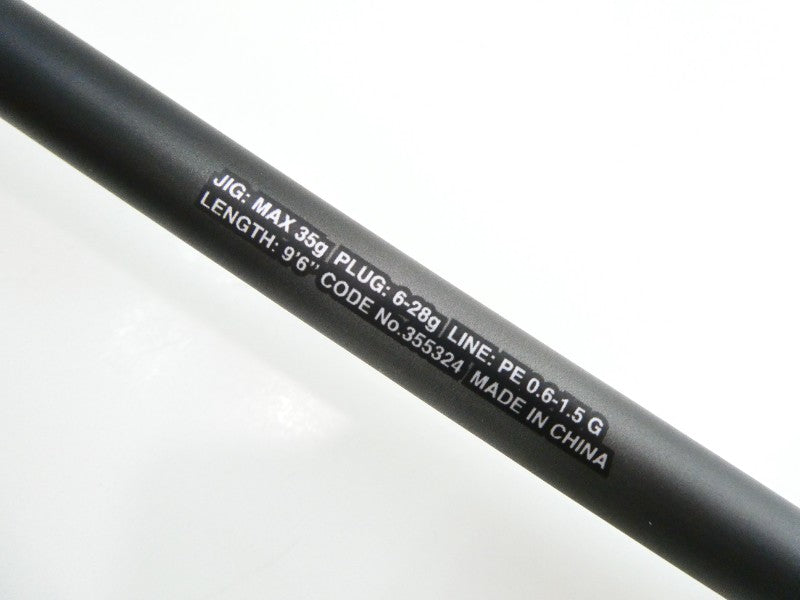 JIG: MAX 35g | PLUG: 6-28g | LINE: PE 0.6-1.5 G
LENGTH: 9'6" CODE No.355324 | MADE IN CHINA